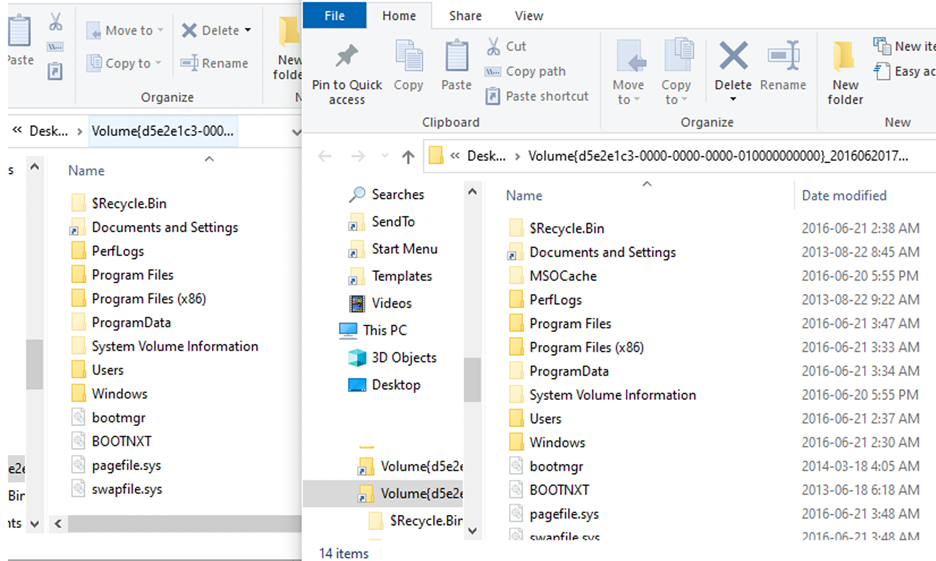 Paste
Move to
Copy to
Delete
Rename
New
folde
Organize
N
« Desk... > Volume{d5e2e1c3-000...
s
Name
$Recycle.Bin
Documents and Settings
PerfLogs
Program Files
Program Files (x86)
ProgramData
System Volume Information
Users
Windows
bootmgr
BOOTNXT
pagefile.sys
swapfile.sys
e2e
Bin
nts
File Home Share View
Pin to Quick
access
Copy
Paste
Cut
Copy path
Paste shortcut
Clipboard
Move
to
Copy
to
Delete
Rename
Organize
New
folder
New ite
Easy ac
New
« Desk... > Volume{d5e2e1c3-0000-0000-0000-010000000000}_2016062017...
Searches
SendTo
Start Menu
Templates
Videos
This PC
3D Objects
Desktop
Volume{d5e2e
Volume{d5e2e
$Recycle.Bin
Name Date modified
$Recycle.Bin 2016-06-21 2:38 AM
Documents and Settings 2013-08-22 8:45 AM
MSOCache 2016-06-20 5:55 PM
PerfLogs 2013-08-22 9:22 AM
Program Files 2016-06-21 3:47 AM
Program Files (x86) 2016-06-21 3:33 AM
ProgramData 2016-06-21 3:34 AM
System Volume Information 2016-06-20 5:55 PM
Users 2016-06-21 2:37 AM
Windows 2016-06-21 2:30 AM
bootmgr 2014-03-18 4:05 AM
BOOTNXT 2013-06-18 6:18 AM
pagefile.sys 2016-06-21 3:48 AM
swapfile.sys 2016-06-21 3:48 AM
14 items